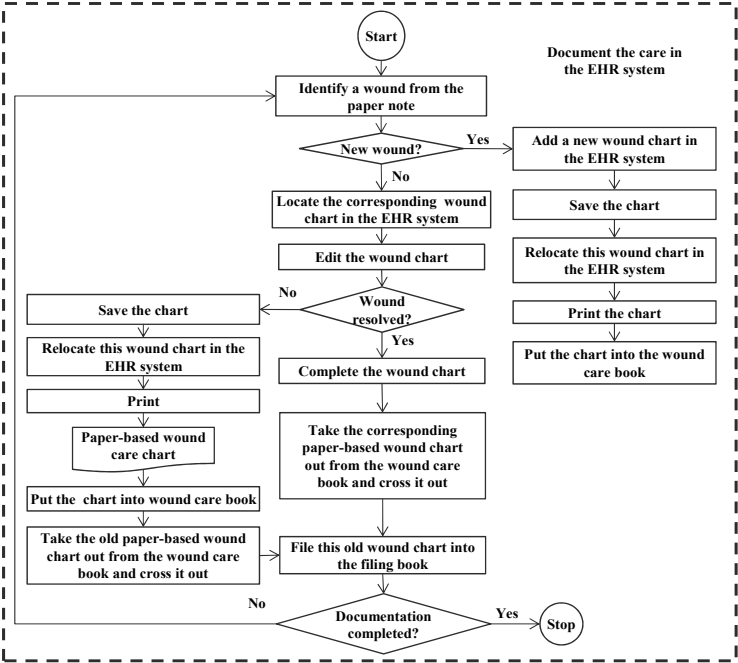 Start
Document the care in
the EHR system
Identify a wound from the
paper note
New wound?
Yes
Add a new wound chart in
the EHR system
No
Save the chart
Locate the corresponding wound
chart in the EHR system
Relocate this wound chart in
the EHR system
Edit the wound chart
Print the chart
Put the chart into the wound
care book
Wound
resolved?
No
Save the chart
Relocate this wound chart in the
EHR system
Print
Paper-based wound
care chart
Put the chart into wound care book
Take the old paper-based wound
chart out from the wound care
book and cross it out
Yes
Complete the wound chart
Take the corresponding
paper-based wound chart
out from the wound care
book and cross it out
File this old wound chart into
the filing book
Documentation
completed?
No
Yes
Stop